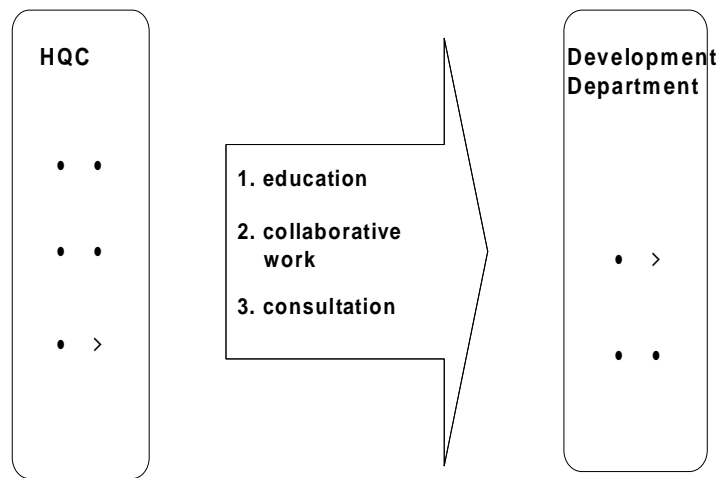 HQC
• •
• •
• >
1. education
2. collaborative
work
3. consultation
Development
Department
• >
• •